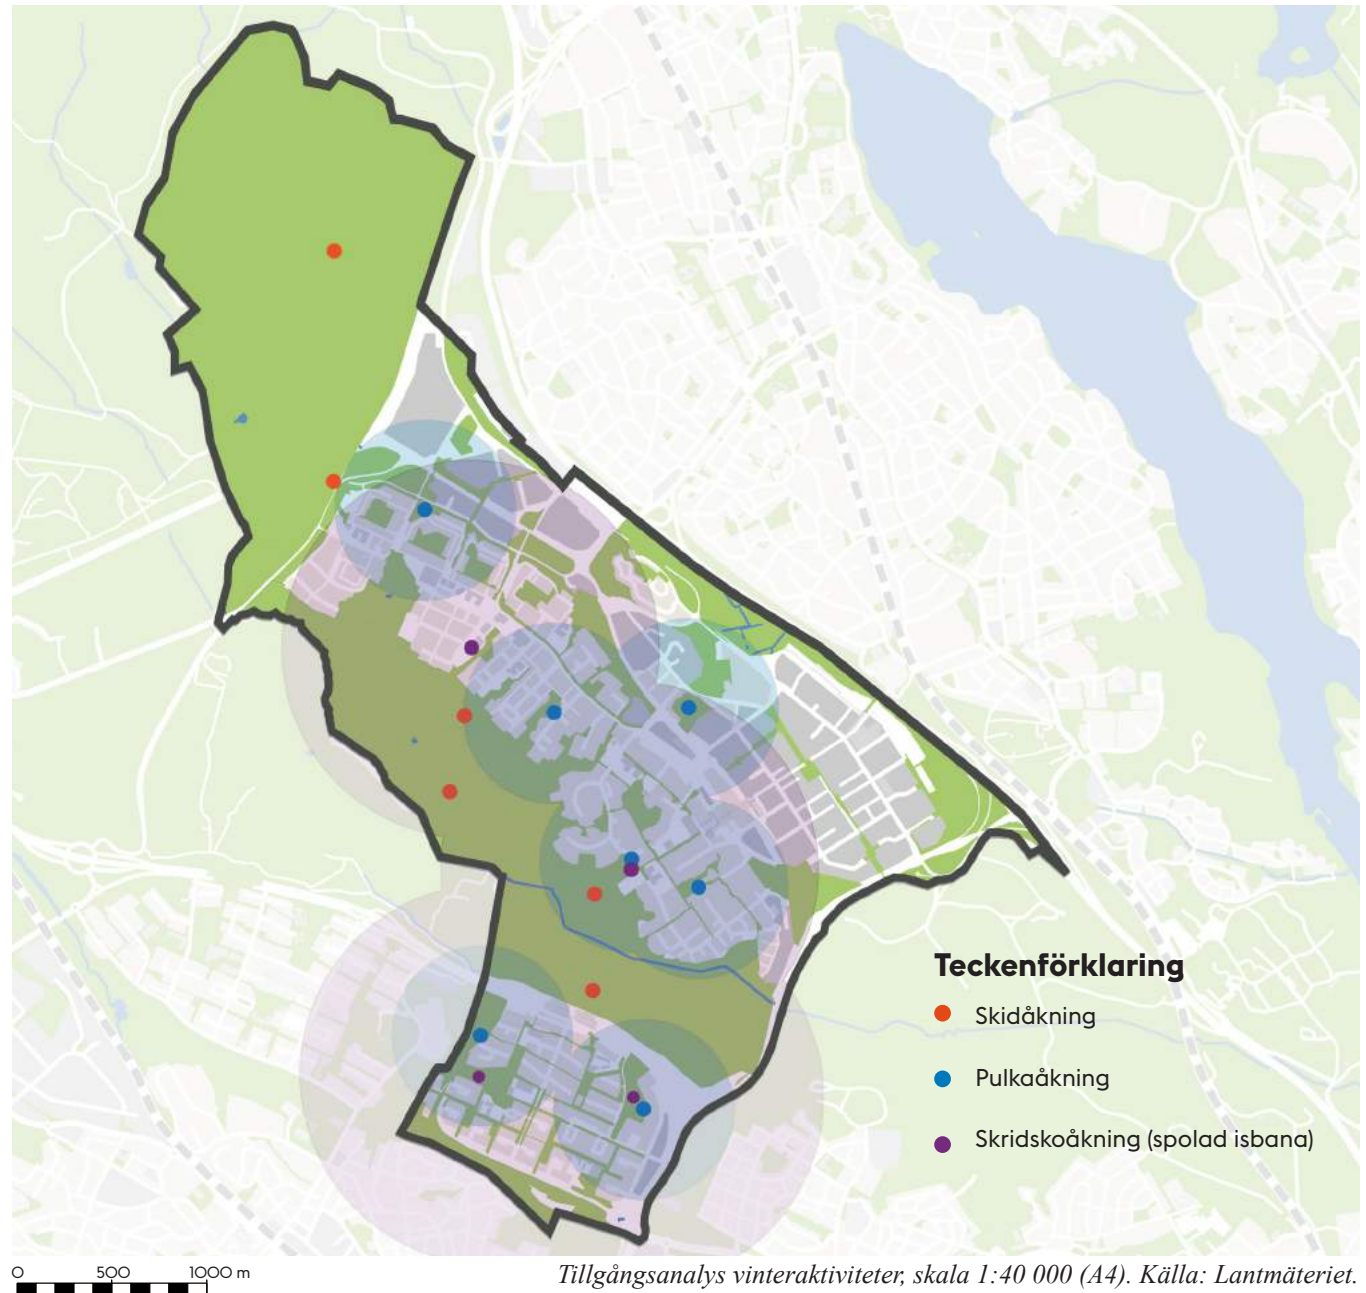 Teckenförklaring
Skidåkning
Pulkaåkning
Skridskoåkning (spolad isbana)
0 500 1000 m
Tillgångsanalys vinteraktiviteter, skala 1:40 000 (A4). Källa: Lantmäteriet.